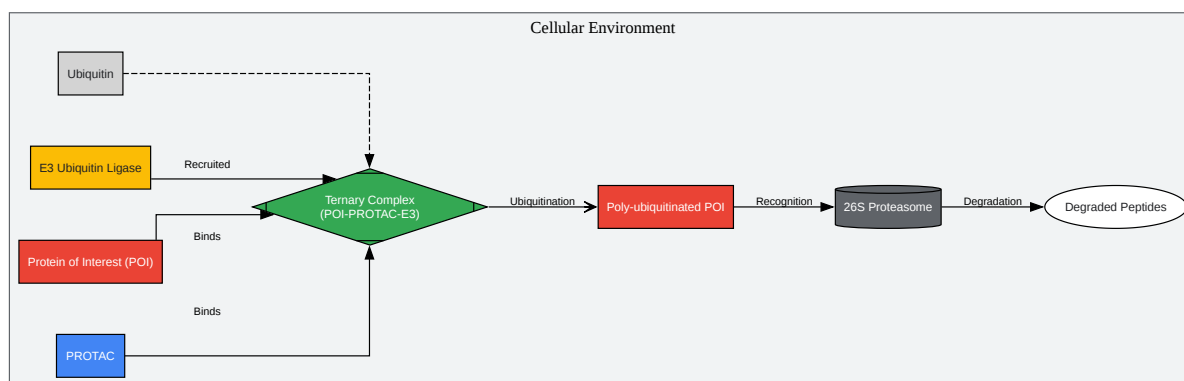 Cellular Environment
Ubiquitin
E3 Ubiquitin Ligase
Recruited
Ternary Complex
(POI-PROTAC-E3)
Ubiquitination
Poly-ubiquitinated POI
Recognition
26S Proteasome
Degradation
Degraded Peptides
Binds
Protein of Interest (POI)
Binds
PROTAC